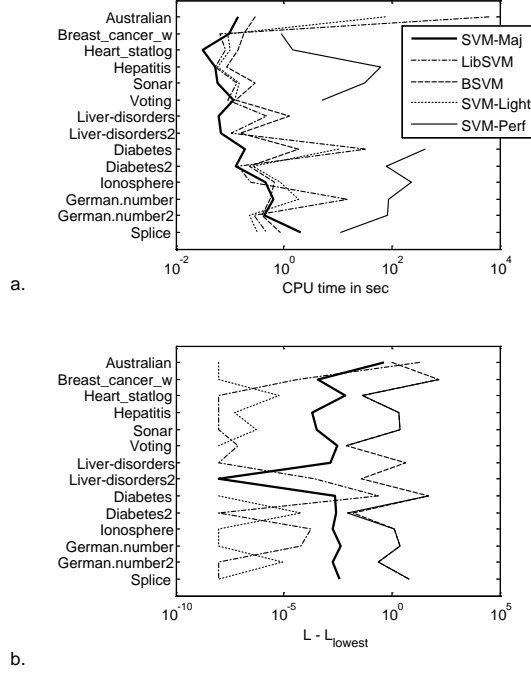 Australian
Breast_cancer_w
Heart_statlog
Hepatitis
Sonar
Voting
Liver-disorders
Liver-disorders2
Diabetes
Diabetes2
Ionosphere
German.number
German.number2
Splice
SVM-Maj
LibSVM
BSVM
SVM-Light
SVM-Perf
10^-2 10^0 10^2 10^4
CPU time in sec
a.
Australian
Breast_cancer_w
Heart_statlog
Hepatitis
Sonar
Voting
Liver-disorders
Liver-disorders2
Diabetes
Diabetes2
Ionosphere
German.number
German.number2
Splice
10^-10 10^-5 10^0 10^5
L - L_lowest
b.